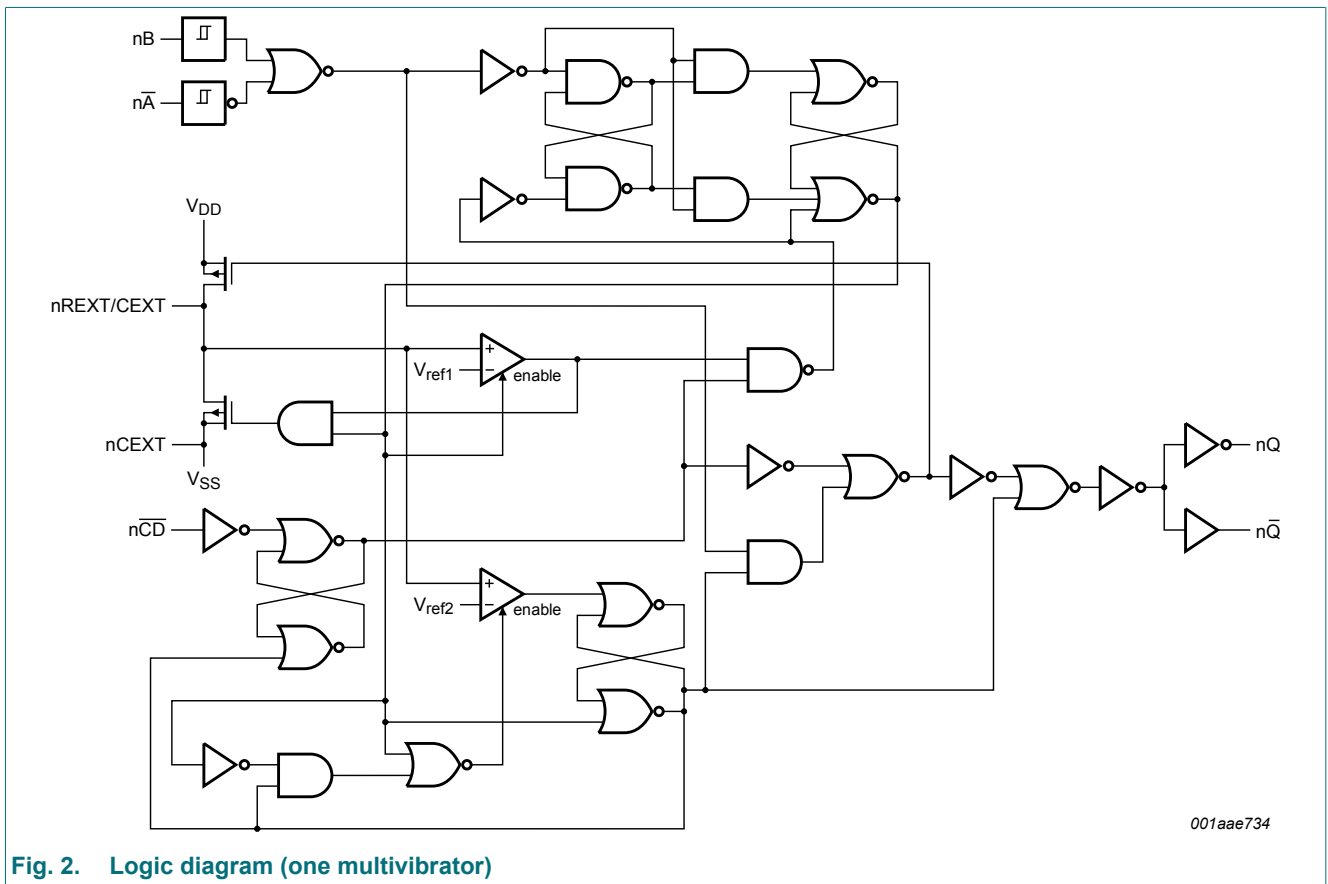 nB
nA̅
VDD
nREXT/CEXT
+
−
Vref1
enable
nCEXT
VSS
nQ
nC̅D̅
nQ̅
+
−
Vref2
enable
001aae734
Fig. 2. Logic diagram (one multivibrator)